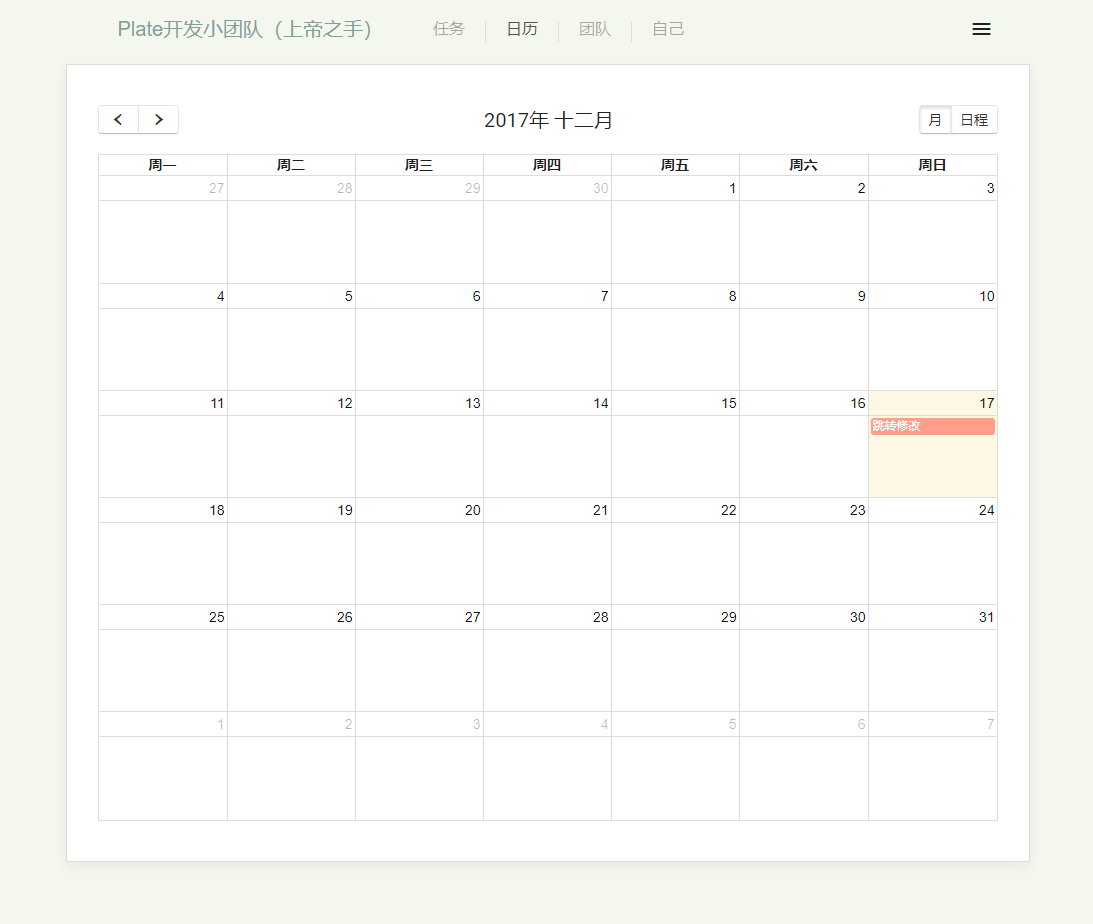 Plate开发小团队（上帝之手） 任务 日历 团队 自己
2017年 十二月 月 日程
周一 周二 周三 周四 周五 周六 周日
27 28 29 30 1 2 3
4 5 6 7 8 9 10
11 12 13 14 15 16 17
跳转修改
18 19 20 21 22 23 24
25 26 27 28 29 30 31
1 2 3 4 5 6 7